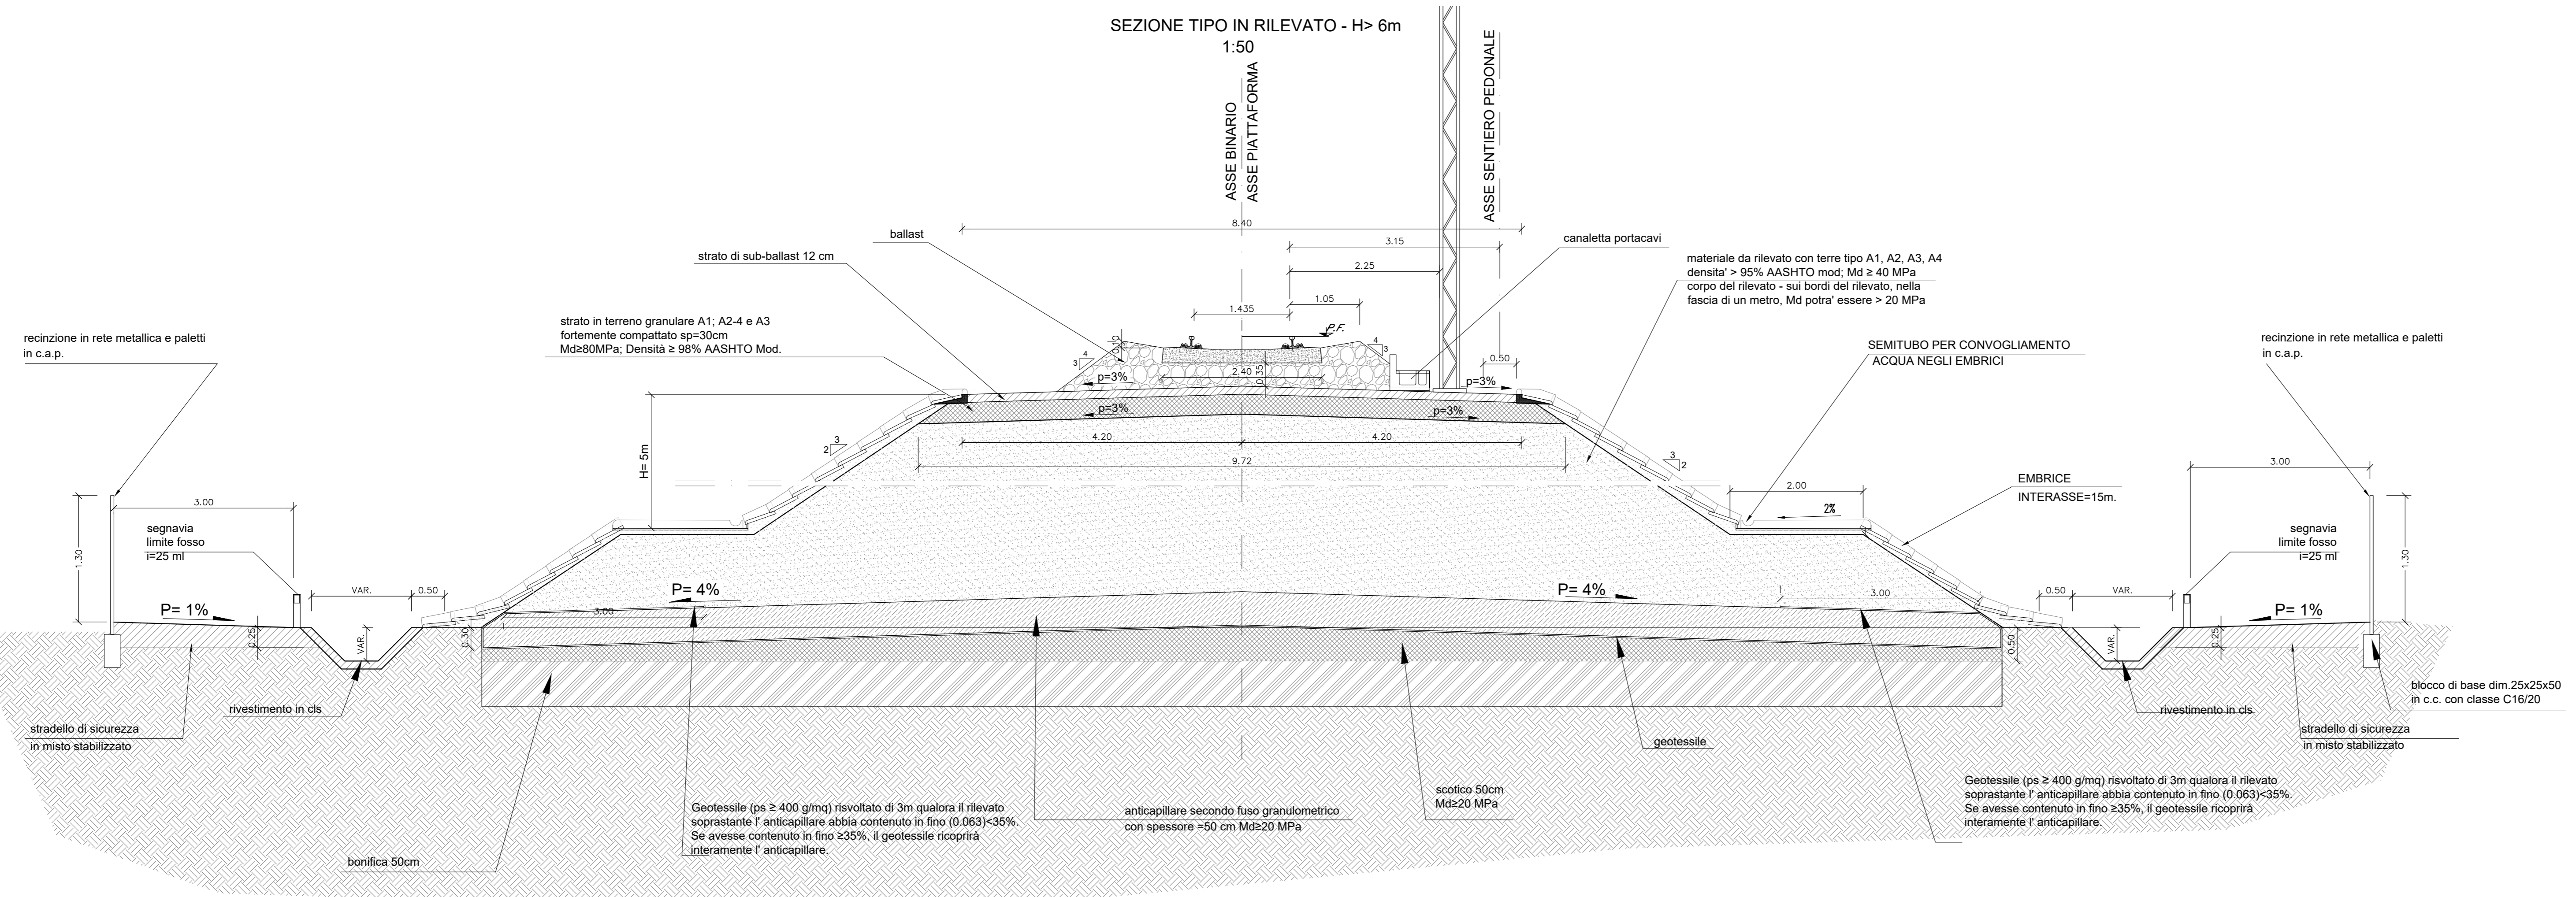 SEZIONE TIPO IN RILEVATO - H> 6m
1:50
ASSE BINARIO
ASSE PIATTAFORMA
ASSE SENTIERO PEDONALE
8.40
3.15
2.25
1.05
1.435
P.F.
ballast
strato di sub-ballast 12 cm
canaletta portacavi
strato in terreno granulare A1; A2-4 e A3
fortemente compattato sp=30cm
Md≥80MPa; Densità ≥ 98% AASHTO Mod.
materiale da rilevato con terre tipo A1, A2, A3, A4
densita' > 95% AASHTO mod; Md ≥ 40 MPa
corpo del rilevato - sui bordi del rilevato, nella
fascia di un metro, Md potra' essere > 20 MPa
recinzione in rete metallica e paletti
in c.a.p.
SEMITUBO PER CONVOGLIAMENTO
ACQUA NEGLI EMBRICI
recinzione in rete metallica e paletti
in c.a.p.
0.10
4
3
4
3
0.50
p=3%
2.40
0.35
p=3%
p=3%
p=3%
4.20
4.20
9.72
3
2
3
2
H= 5m
2.00
2%
EMBRICE
INTERASSE=15m.
3.00
3.00
segnavia
limite fosso
i=25 ml
segnavia
limite fosso
i=25 ml
1.30
1.30
VAR.
0.50
0.50
VAR.
P= 1%
P= 4%
P= 4%
P= 1%
3.00
3.00
0.25
VAR.
0.30
0.50
VAR.
0.25
rivestimento in cls
rivestimento in cls
blocco di base dim.25x25x50
in c.c. con classe C16/20
stradello di sicurezza
in misto stabilizzato
stradello di sicurezza
in misto stabilizzato
geotessile
Geotessile (ps ≥ 400 g/mq) risvoltato di 3m qualora il rilevato
soprastante l' anticapillare abbia contenuto in fino (0.063)<35%.
Se avesse contenuto in fino ≥35%, il geotessile ricoprirà
interamente l' anticapillare.
anticapillare secondo fuso granulometrico
con spessore =50 cm Md≥20 MPa
scotico 50cm
Md≥20 MPa
Geotessile (ps ≥ 400 g/mq) risvoltato di 3m qualora il rilevato
soprastante l' anticapillare abbia contenuto in fino (0.063)<35%.
Se avesse contenuto in fino ≥35%, il geotessile ricoprirà
interamente l' anticapillare.
bonifica 50cm